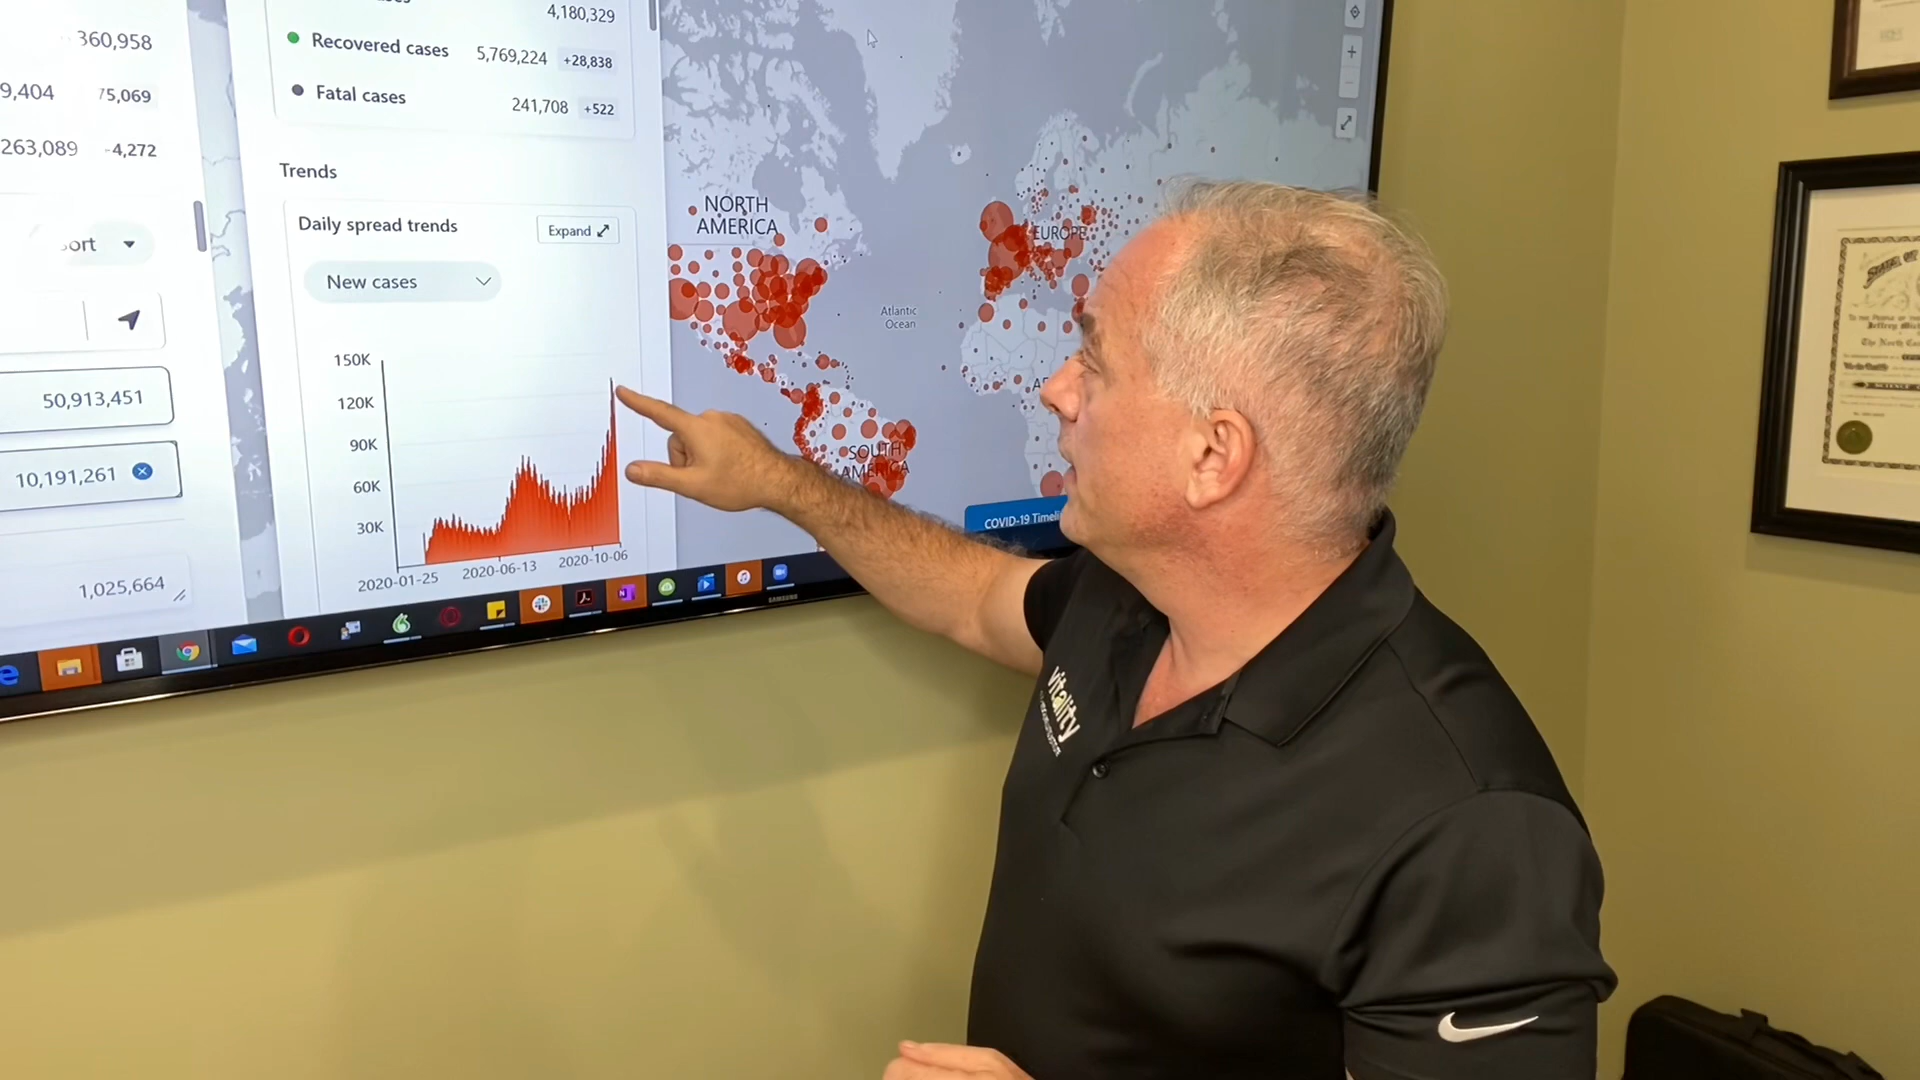 360,958
9,404 75,069
263,089 -4,272
ort
50,913,451
10,191,261
1,025,664
4,180,329
Recovered cases 5,769,224 +28,838
Fatal cases 241,708 +522
Trends
Daily spread trends Expand
New cases
150K
120K
90K
60K
30K
2020-01-25 2020-06-13 2020-10-06
NORTH
AMERICA
EUROPE
Atlantic
Ocean
SOUTH
AMERICA
COVID-19 Timeli
SAMSUNG
vitality